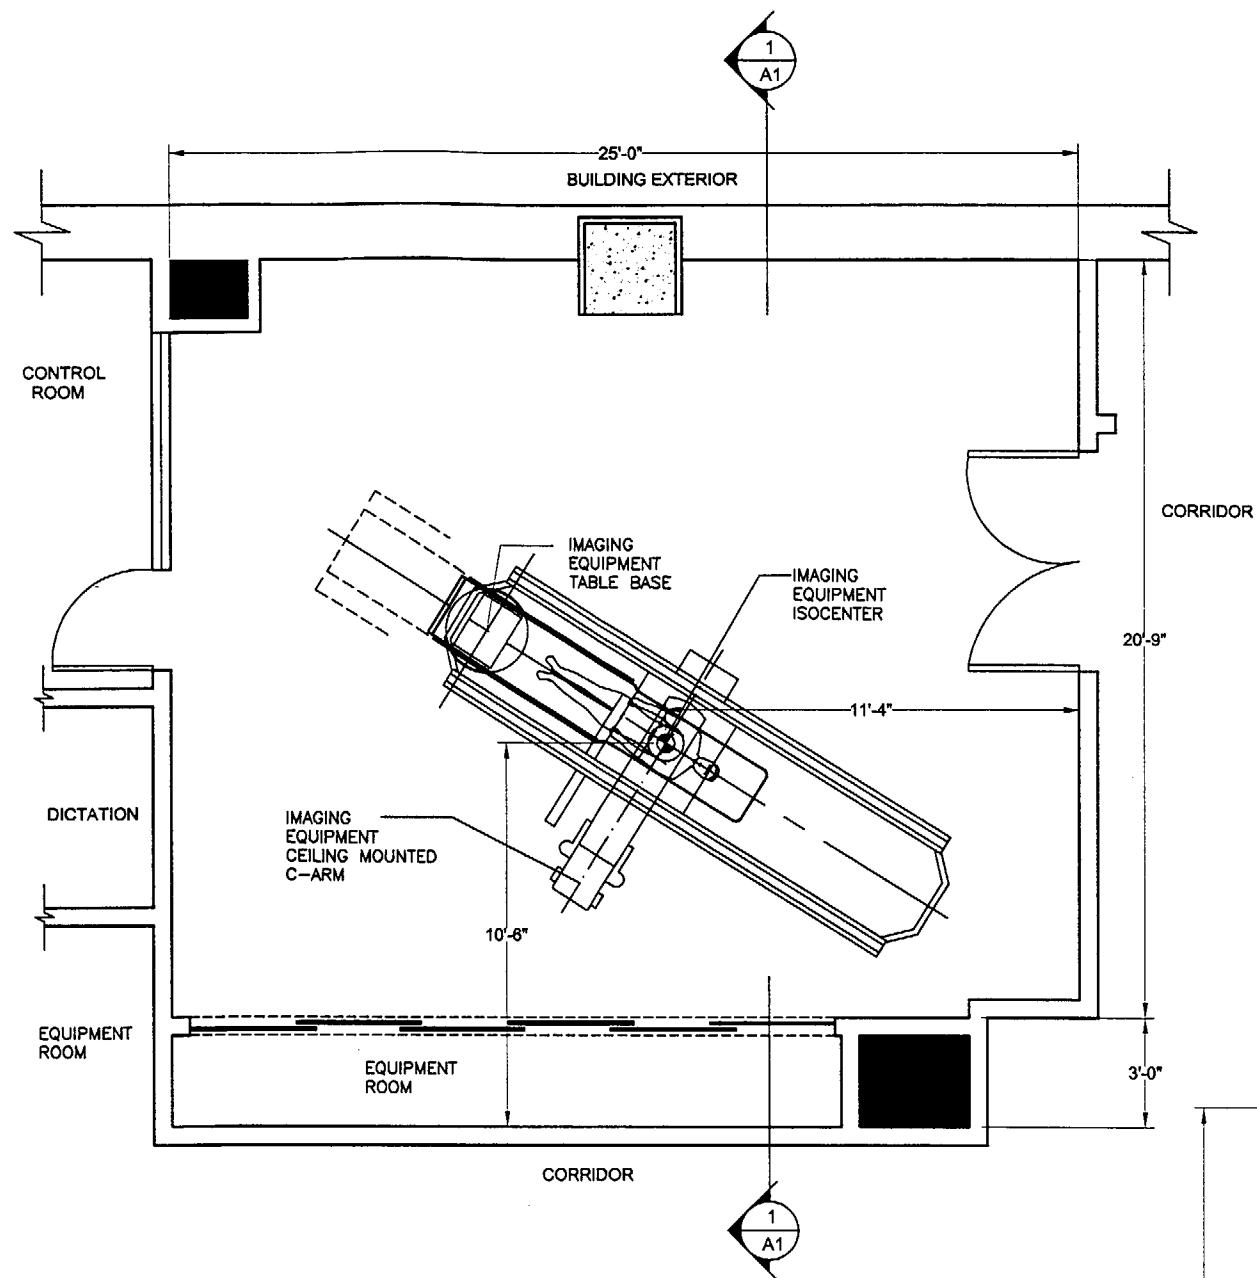 1
A1
25'-0"
BUILDING EXTERIOR
CONTROL
ROOM
CORRIDOR
IMAGING
EQUIPMENT
TABLE BASE
IMAGING
EQUIPMENT
ISOCENTER
20'-9"
11'-4"
DICTATION
IMAGING
EQUIPMENT
CEILING MOUNTED
C-ARM
10'-6"
EQUIPMENT
ROOM
EQUIPMENT
ROOM
3'-0"
CORRIDOR
1
A1